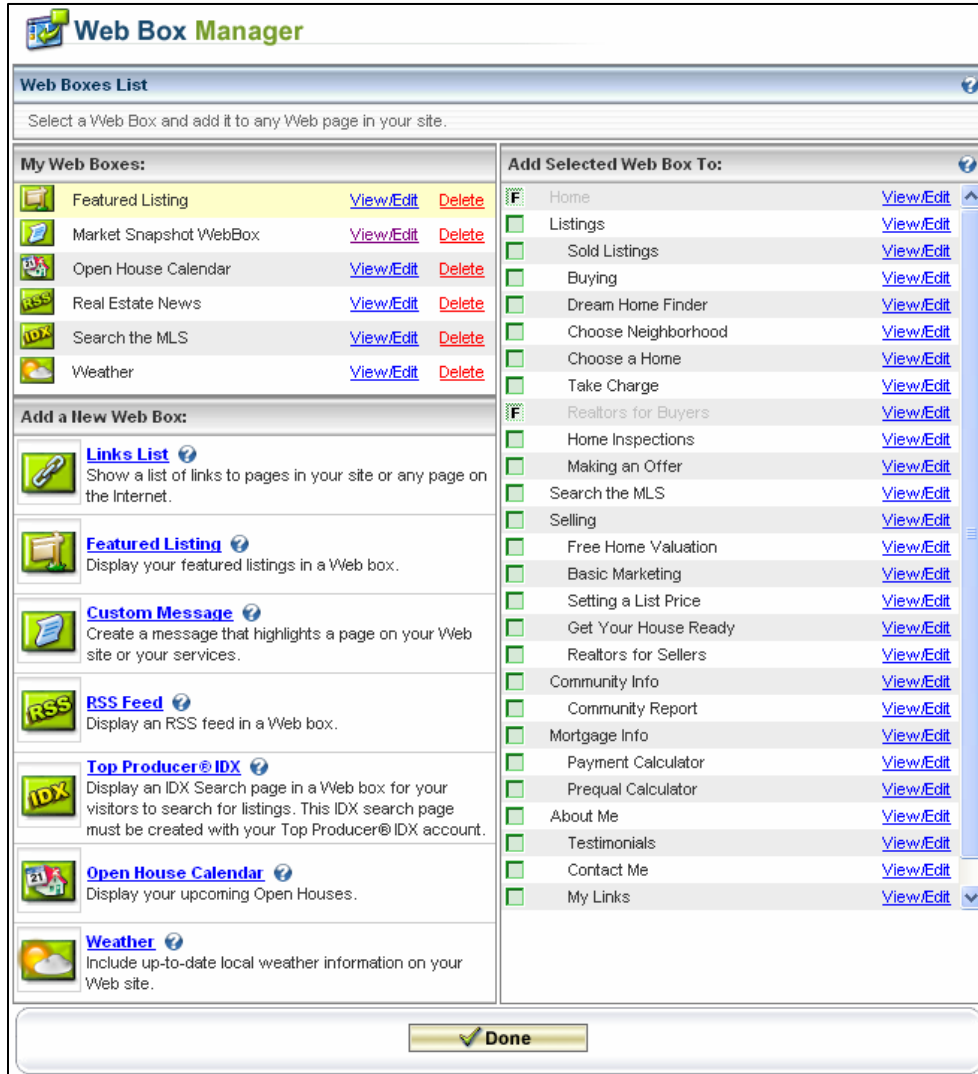 Web Box Manager
Web Boxes List
Select a Web Box and add it to any Web page in your site.
My Web Boxes:
Featured Listing View/Edit Delete
Market Snapshot WebBox View/Edit Delete
Open House Calendar View/Edit Delete
RSS Real Estate News View/Edit Delete
IDX Search the MLS View/Edit Delete
Weather View/Edit Delete
Add a New Web Box:
Links List
Show a list of links to pages in your site or any page on
the Internet.
Featured Listing
Display your featured listings in a Web box.
Custom Message
Create a message that highlights a page on your Web
site or your services.
RSS
RSS Feed
Display an RSS feed in a Web box.
IDX
Top Producer® IDX
Display an IDX Search page in a Web box for your
visitors to search for listings. This IDX search page
must be created with your Top Producer® IDX account.
21
Open House Calendar
Display your upcoming Open Houses.
Weather
Include up-to-date local weather information on your
Web site.
Add Selected Web Box To:
F Home View/Edit
Listings View/Edit
Sold Listings View/Edit
Buying View/Edit
Dream Home Finder View/Edit
Choose Neighborhood View/Edit
Choose a Home View/Edit
Take Charge View/Edit
F Realtors for Buyers View/Edit
Home Inspections View/Edit
Making an Offer View/Edit
Search the MLS View/Edit
Selling View/Edit
Free Home Valuation View/Edit
Basic Marketing View/Edit
Setting a List Price View/Edit
Get Your House Ready View/Edit
Realtors for Sellers View/Edit
Community Info View/Edit
Community Report View/Edit
Mortgage Info View/Edit
Payment Calculator View/Edit
Prequal Calculator View/Edit
About Me View/Edit
Testimonials View/Edit
Contact Me View/Edit
My Links View/Edit
Done